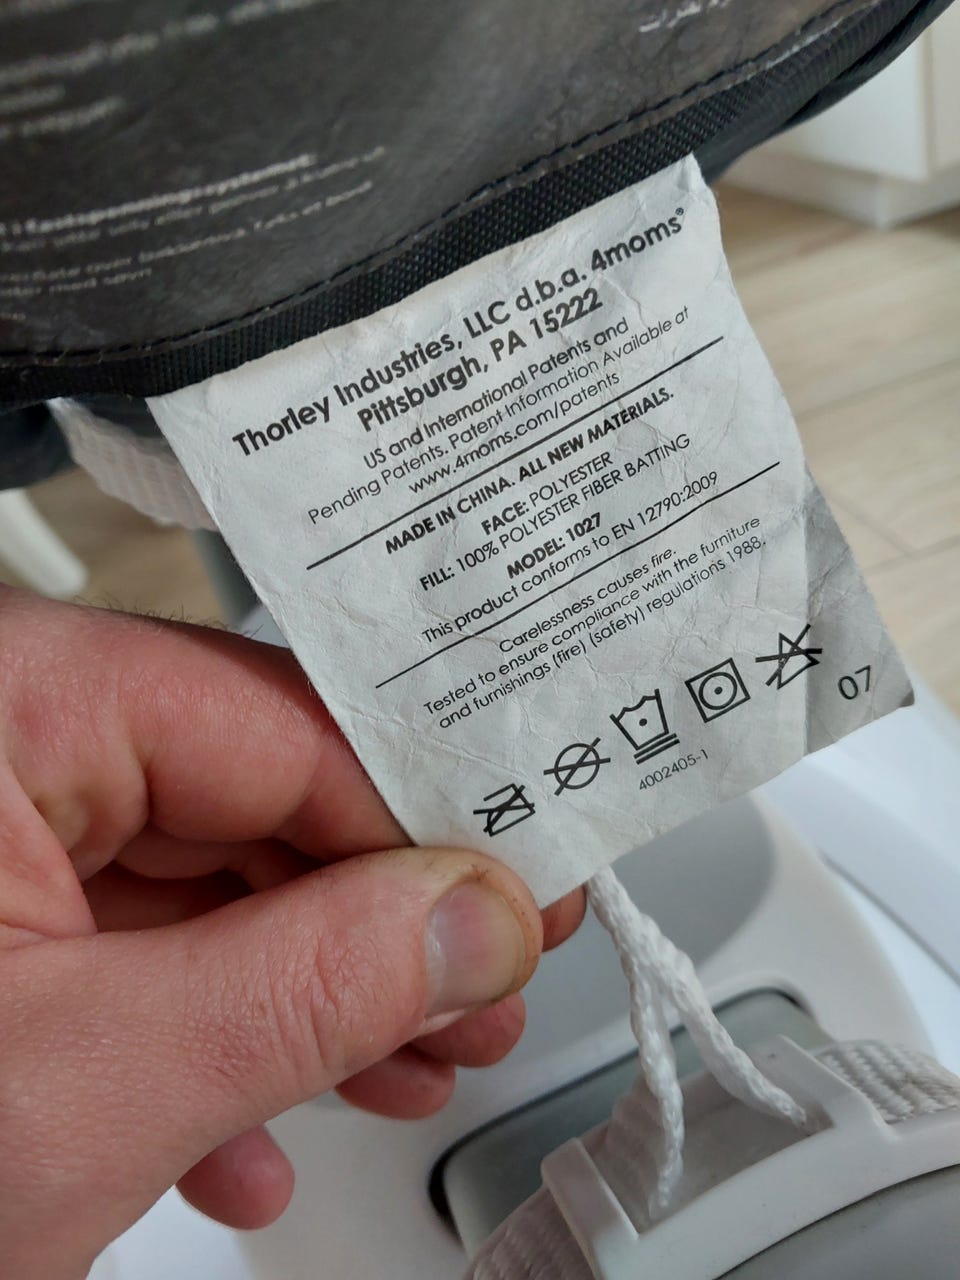 Thorley Industries, LLC d.b.a. 4moms®
Pittsburgh, PA 15222
US and International Patents and
Pending Patents. Patent Information Available at
www.4moms.com/patents
MADE IN CHINA. ALL NEW MATERIALS.
FACE: POLYESTER
FILL: 100% POLYESTER FIBER BATTING
MODEL: 1027
This product conforms to EN 12790:2009
Carelessness causes fire.
Tested to ensure compliance with the furniture
and furnishings (fire) (safety) regulations 1988.
07
4002405-1